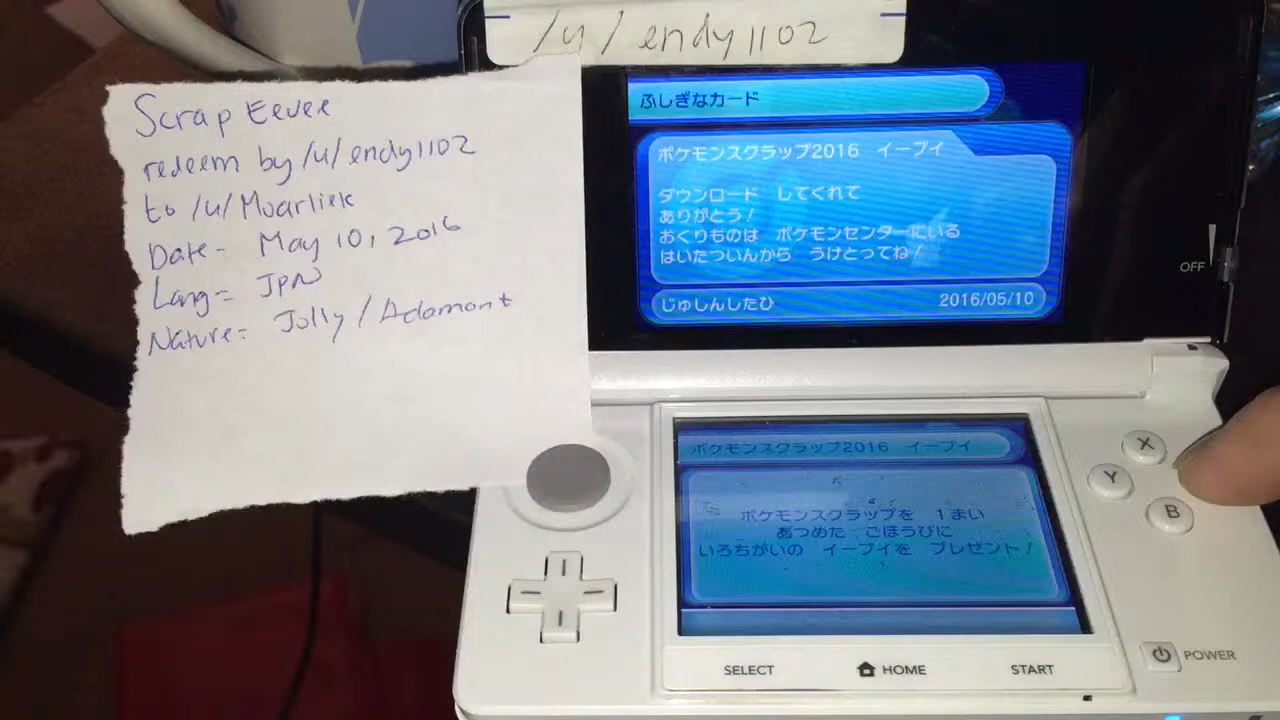 /u/endy1102
Scrap Eevee
redeem by /u/endy1102
to /u/Muarliek
Date- May 10, 2016
Lang= JPN
Nature: Jolly/Adamant
ふしぎなカード
ポケモンスクラップ2016 イーブイ
ダウンロード してくれて
ありがとう!
おくりものは ポケモンセンターにいる
はいたついんから うけとってね!
じゅしんしたひ 2016/05/10
ポケモンスクラップ2016 イーブイ
ポケモンスクラップを 1まい
あつめた ごほうびに
いろちがいの イーブイを プレゼント!
OFF
X
Y
B
SELECT
HOME
START
POWER